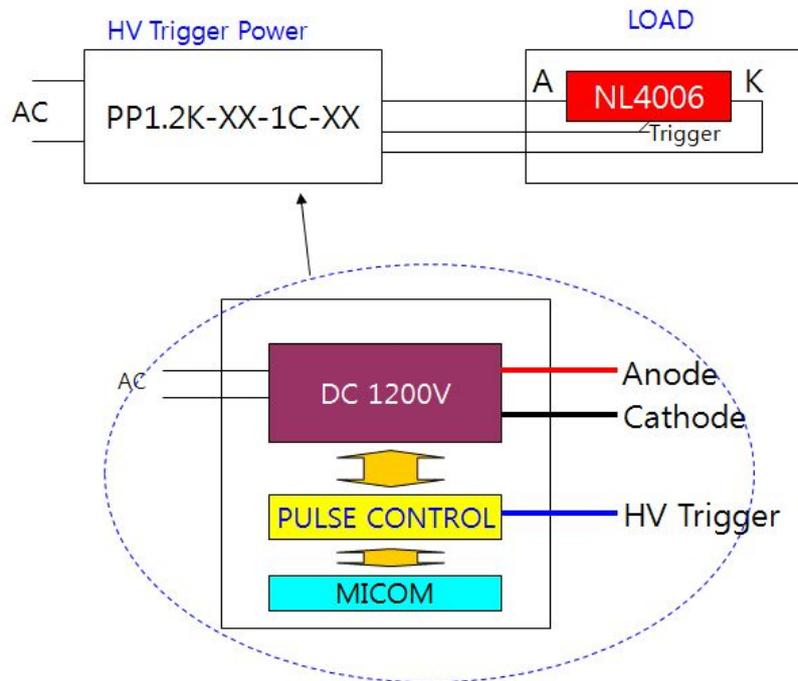 HV Trigger Power
LOAD
AC
PP1.2K-XX-1C-XX
A
NL4006
K
Trigger
AC
DC 1200V
Anode
Cathode
PULSE CONTROL
HV Trigger
MICOM